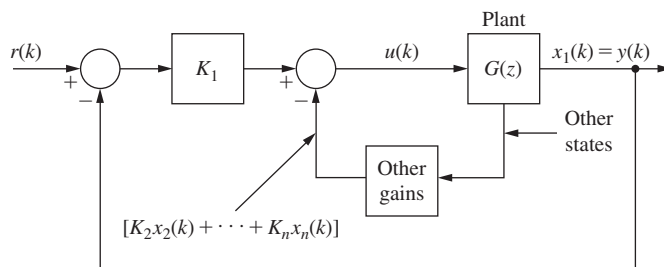 Plant
r(k)
K₁
u(k)
G(z)
x₁(k) = y(k)
+
−
+
−
Other
states
Other
gains
[K₂x₂(k) + · · · + Kₙxₙ(k)]